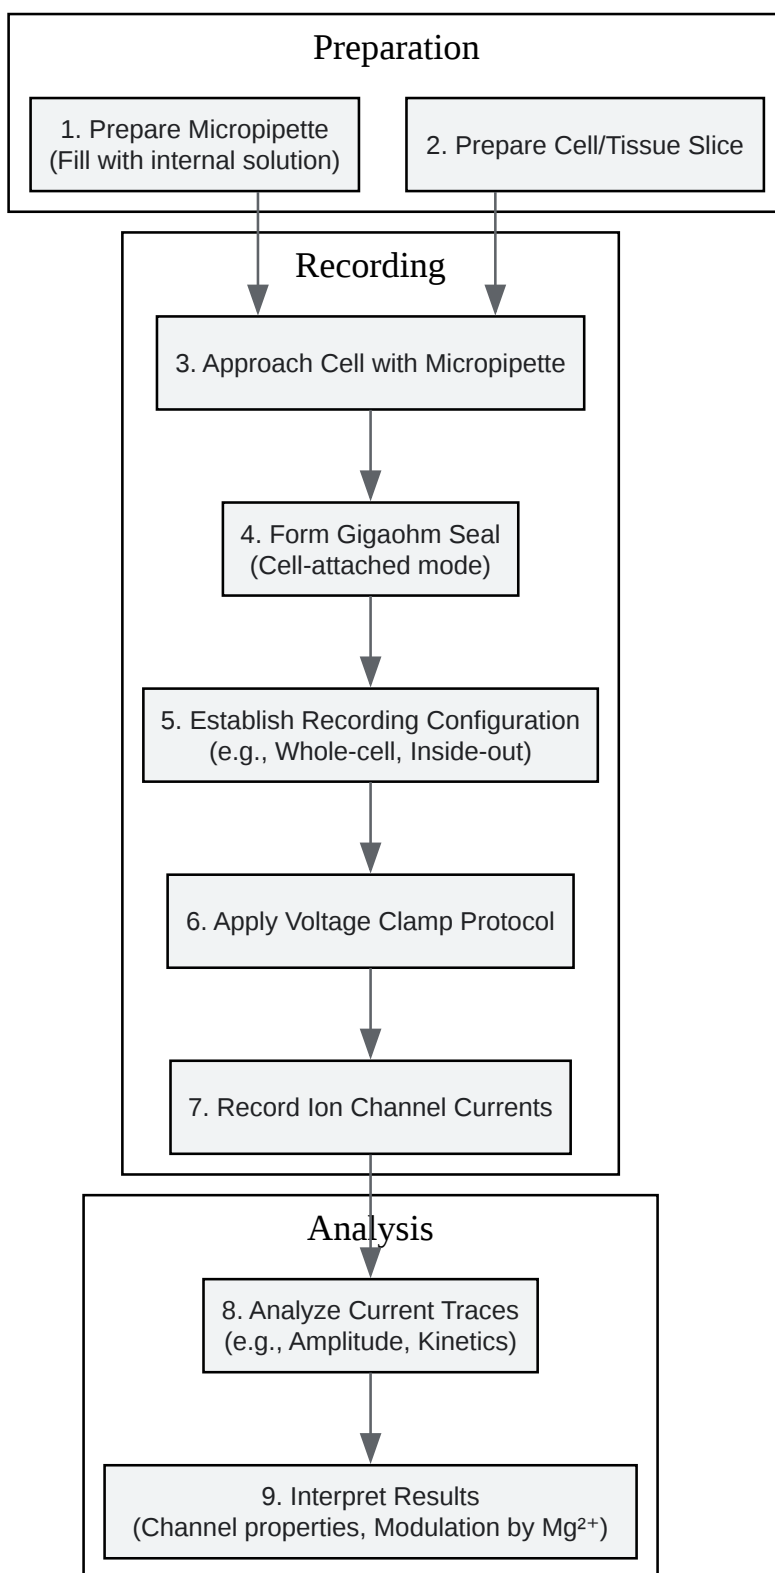 Preparation
1. Prepare Micropipette
(Fill with internal solution)
2. Prepare Cell/Tissue Slice
Recording
3. Approach Cell with Micropipette
4. Form Gigaohm Seal
(Cell-attached mode)
5. Establish Recording Configuration
(e.g., Whole-cell, Inside-out)
6. Apply Voltage Clamp Protocol
7. Record Ion Channel Currents
Analysis
8. Analyze Current Traces
(e.g., Amplitude, Kinetics)
9. Interpret Results
(Channel properties, Modulation by Mg²⁺)